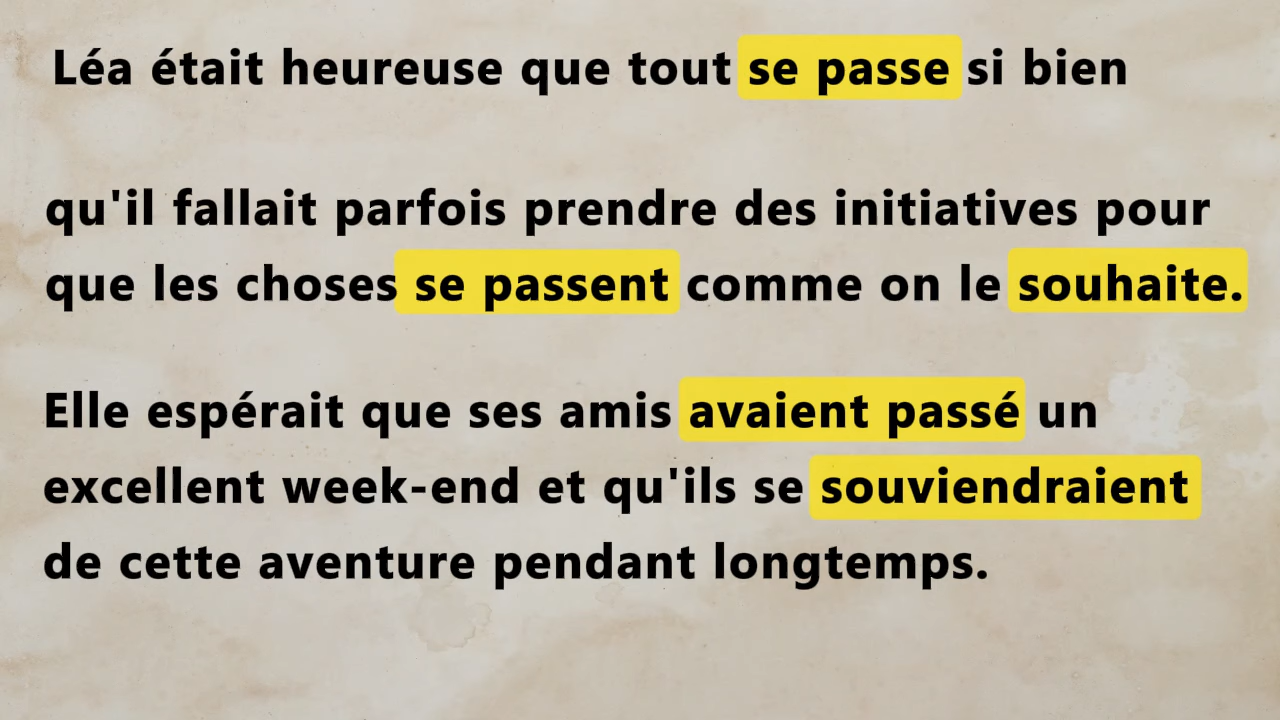 Léa était heureuse que tout se passe si bien
qu'il fallait parfois prendre des initiatives pour
que les choses se passent comme on le souhaite.
Elle espérait que ses amis avaient passé un
excellent week-end et qu'ils se souviendraient
de cette aventure pendant longtemps.